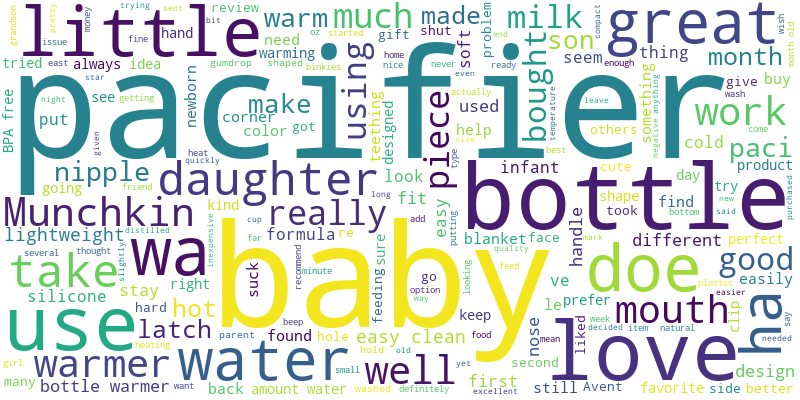 little
pacifier
great
baby
bottle
love
use
water
daughter
wa
ha
doe
work
Munchkin
warmer
take
mouth
really
well
milk
much
make
son
good
nipple
using
bought
piece
paci
month
latch
warm
made
hot
silicone
lightweight
bottle warmer
easy clean
first
found
formula
different
infant
color
need
review
hand
always
idea
tried
see
put
BPA free
newborn
corner
got
teething
designed
help
used
soft
shut
problem
seem
thing
something
others
buy
give
cold
product
try
day
find
shape
took
cute
look
fit
easy
kind
going
stay
right
hard
suck
sure
feeding
blanket
face
handle
prefer
clip
easily
perfect
design
side
better
favorite
Avent
still
second
nose
liked
keep
go
hole
amount water
back
many
parent
small
hold
old
washed
definitely
excellent
food
yet
option
way
add
recommend
minute
beep
heating
several
thought
slightly
distilled
inexpensive
friend
given
heat
quickly
night
getting
star
east
issue
money
grandson
pretty
trying
sent
bit
fine
warming
gift
oz
started
gumdrop
shaped
binkies
home
nice
never
even
end
ready
actually
size
type
best
temperature
leave
enough
compact
wish
month old
wash
negative
anything
come
new
said
bottom
purchased
plastic
easier
mark
quality
feed
looking
putting
long
cup
far
re
ve
le
girl
want
mean
decided
item
week
natural
needed
say